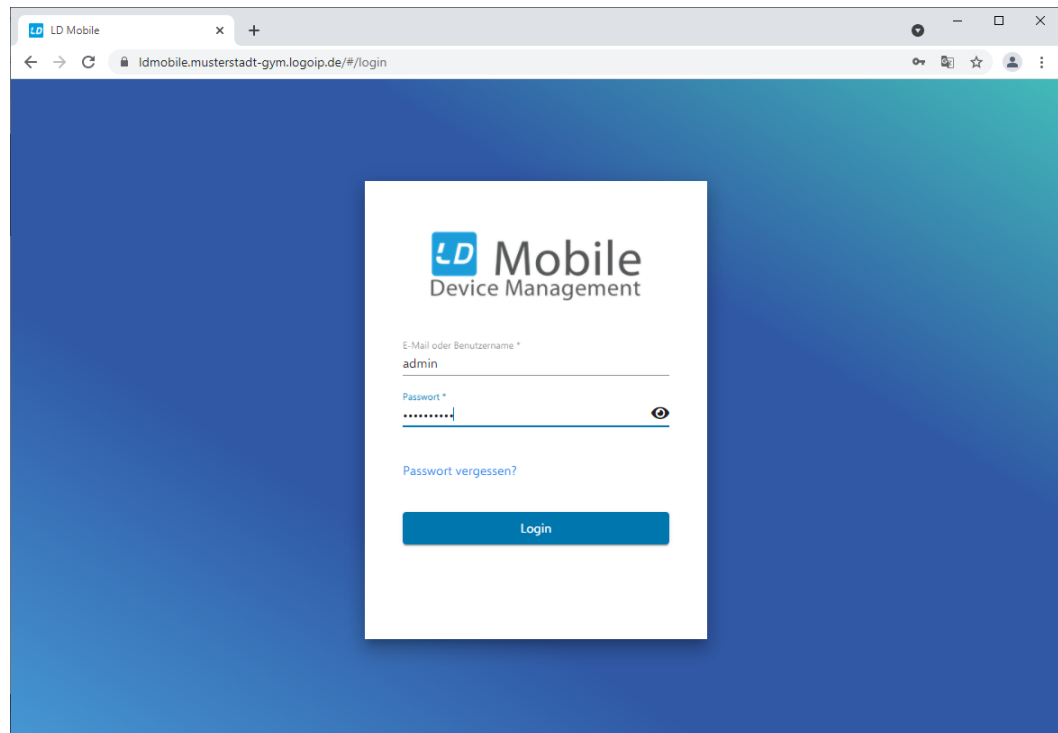 LD Mobile
ldmobile.musterstadt-gym.logoip.de/#/login
LD Mobile
Device Management
E-Mail oder Benutzername *
admin
Passwort *
••••••••••
Passwort vergessen?
Login